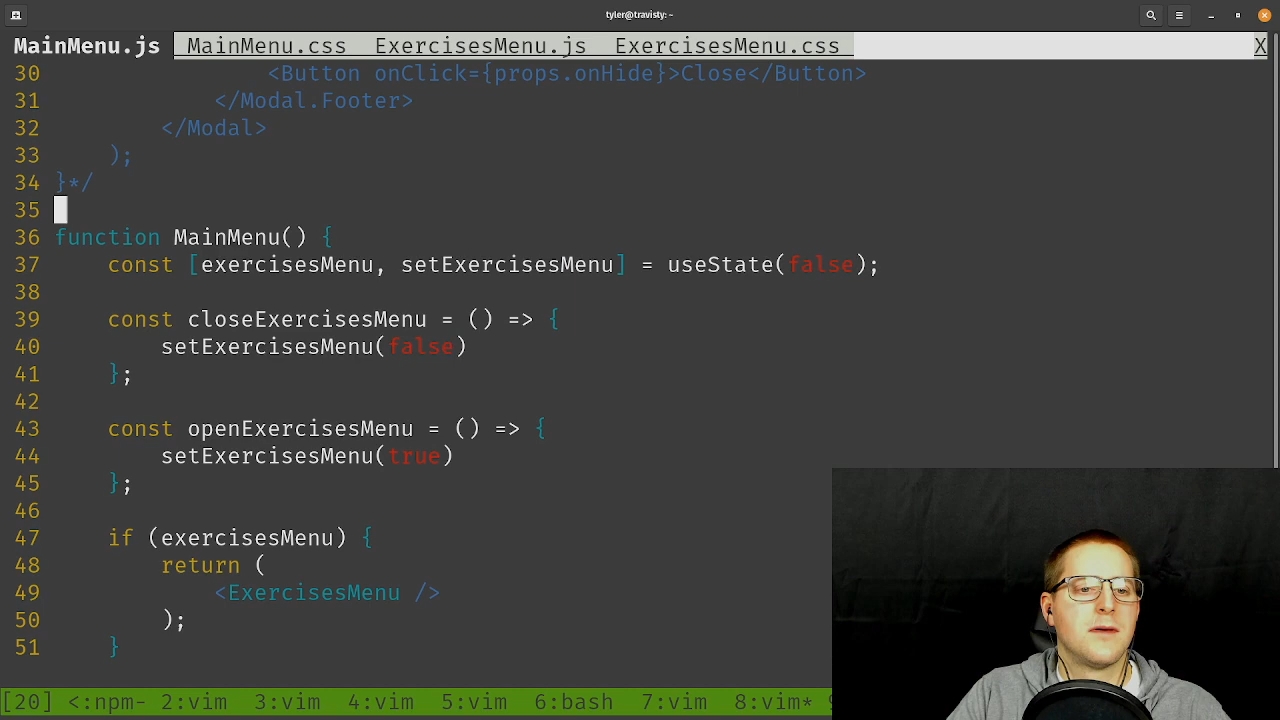 tyler@travisty: ~
MainMenu.js MainMenu.css ExercisesMenu.js ExercisesMenu.css X
30 <Button onClick={props.onHide}>Close</Button>
31 </Modal.Footer>
32 </Modal>
33 );
34 }*/
35
36 function MainMenu() {
37 const [exercisesMenu, setExercisesMenu] = useState(false);
38
39 const closeExercisesMenu = () => {
40 setExercisesMenu(false)
41 };
42
43 const openExercisesMenu = () => {
44 setExercisesMenu(true)
45 };
46
47 if (exercisesMenu) {
48 return (
49 <ExercisesMenu />
50 );
51 }
[20] <:npm- 2:vim 3:vim 4:vim 5:vim 6:bash 7:vim 8:vim*